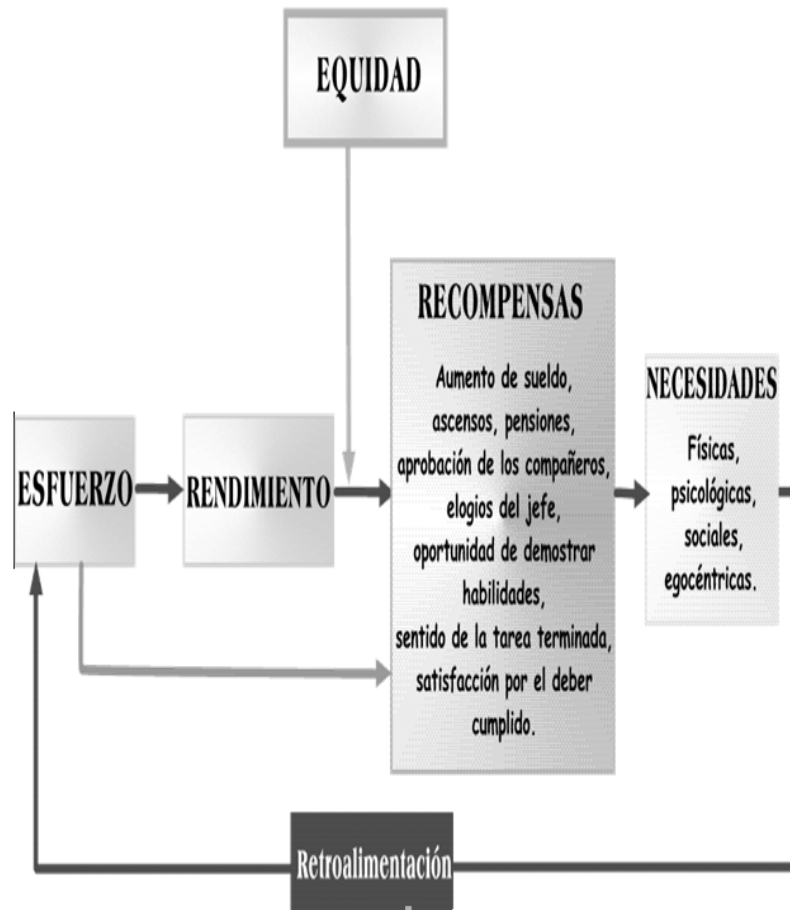 EQUIDAD
RECOMPENSAS
Aumento de sueldo,
ascensos, pensiones,
aprobación de los compañeros,
elogios del jefe,
oportunidad de demostrar
habilidades,
sentido de la tarea terminada,
satisfacción por el deber
cumplido.
NECESIDADES
Físicas,
psicológicas,
sociales,
egocéntricas.
ESFUERZO
RENDIMIENTO
Retroalimentación